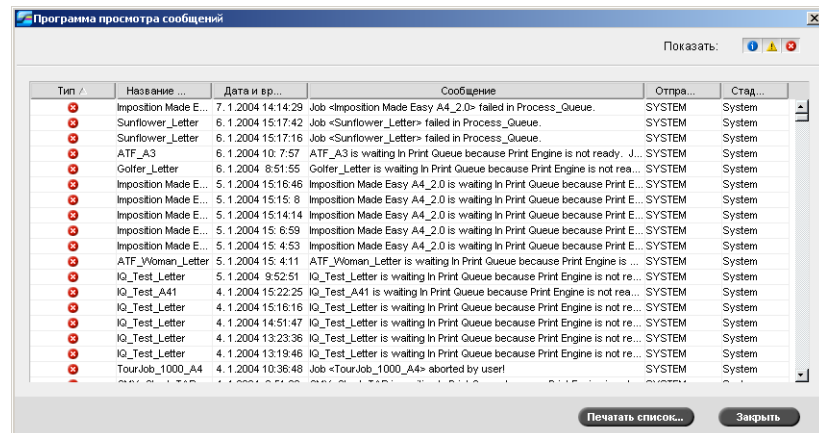 Программа просмотра сообщений
Показать:
Тип Название ... Дата и вр... Сообщение Отпра... Стад...
Imposition Made E... 7. 1.2004 14:14:29 Job <Imposition Made Easy A4_2.0> failed in Process_Queue. SYSTEM System
Sunflower_Letter 6. 1.2004 15:17:42 Job <Sunflower_Letter> failed in Process_Queue. SYSTEM System
Sunflower_Letter 6. 1.2004 15:17:16 Job <Sunflower_Letter> failed in Process_Queue. SYSTEM System
ATF_A3 6. 1.2004 10: 7:57 ATF_A3 is waiting In Print Queue because Print Engine is not ready. J... SYSTEM System
Golfer_Letter 6. 1.2004 8:51:55 Golfer_Letter is waiting In Print Queue because Print Engine is not rea... SYSTEM System
Imposition Made E... 5. 1.2004 15:16:46 Imposition Made Easy A4_2.0 is waiting In Print Queue because Print E... SYSTEM System
Imposition Made E... 5. 1.2004 15:15: 8 Imposition Made Easy A4_2.0 is waiting In Print Queue because Print E... SYSTEM System
Imposition Made E... 5. 1.2004 15:14:14 Imposition Made Easy A4_2.0 is waiting In Print Queue because Print E... SYSTEM System
Imposition Made E... 4. 1.2004 15: 6:59 Imposition Made Easy A4_2.0 is waiting In Print Queue because Print E... SYSTEM System
Imposition Made E... 4. 1.2004 15: 4:53 Imposition Made Easy A4_2.0 is waiting In Print Queue because Print E... SYSTEM System
ATF_Woman_Letter 5. 1.2004 15: 4:11 ATF_Woman_Letter is waiting In Print Queue because Print Engine is ... SYSTEM System
IQ_Test_Letter 5. 1.2004 9:52:51 IQ_Test_Letter is waiting In Print Queue because Print Engine is not re... SYSTEM System
IQ_Test_A41 4. 1.2004 15:22:25 IQ_Test_A41 is waiting In Print Queue because Print Engine is not rea... SYSTEM System
IQ_Test_Letter 4. 1.2004 15:16:16 IQ_Test_Letter is waiting In Print Queue because Print Engine is not re... SYSTEM System
IQ_Test_Letter 4. 1.2004 14:51:47 IQ_Test_Letter is waiting In Print Queue because Print Engine is not re... SYSTEM System
IQ_Test_Letter 4. 1.2004 13:23:36 IQ_Test_Letter is waiting In Print Queue because Print Engine is not re... SYSTEM System
IQ_Test_Letter 4. 1.2004 13:19:46 IQ_Test_Letter is waiting In Print Queue because Print Engine is not re... SYSTEM System
TourJob_1000_A4 4. 1.2004 10:36:48 Job <TourJob_1000_A4> aborted by user! SYSTEM System
Печатать список... Закрыть